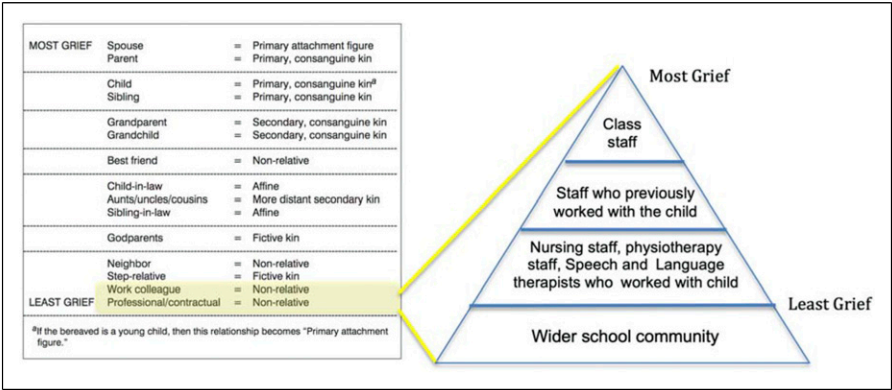 MOST GRIEF Spouse = Primary attachment figure
Parent = Primary, consanguine kin
Child = Primary, consanguine kinª
Sibling = Primary, consanguine kin
Grandparent = Secondary, consanguine kin
Grandchild = Secondary, consanguine kin
Best friend = Non-relative
Child-in-law = Affine
Aunts/uncles/cousins = More distant secondary kin
Sibling-in-law = Affine
Godparents = Fictive kin
Neighbor = Non-relative
Step-relative = Fictive kin
Work colleague = Non-relative
LEAST GRIEF Professional/contractual = Non-relative
ªIf the bereaved is a young child, then this relationship becomes "Primary attachment
figure."
Most Grief
Class
staff
Staff who previously
worked with the child
Nursing staff, physiotherapy
staff, Speech and Language
therapists who worked with child
Least Grief
Wider school community